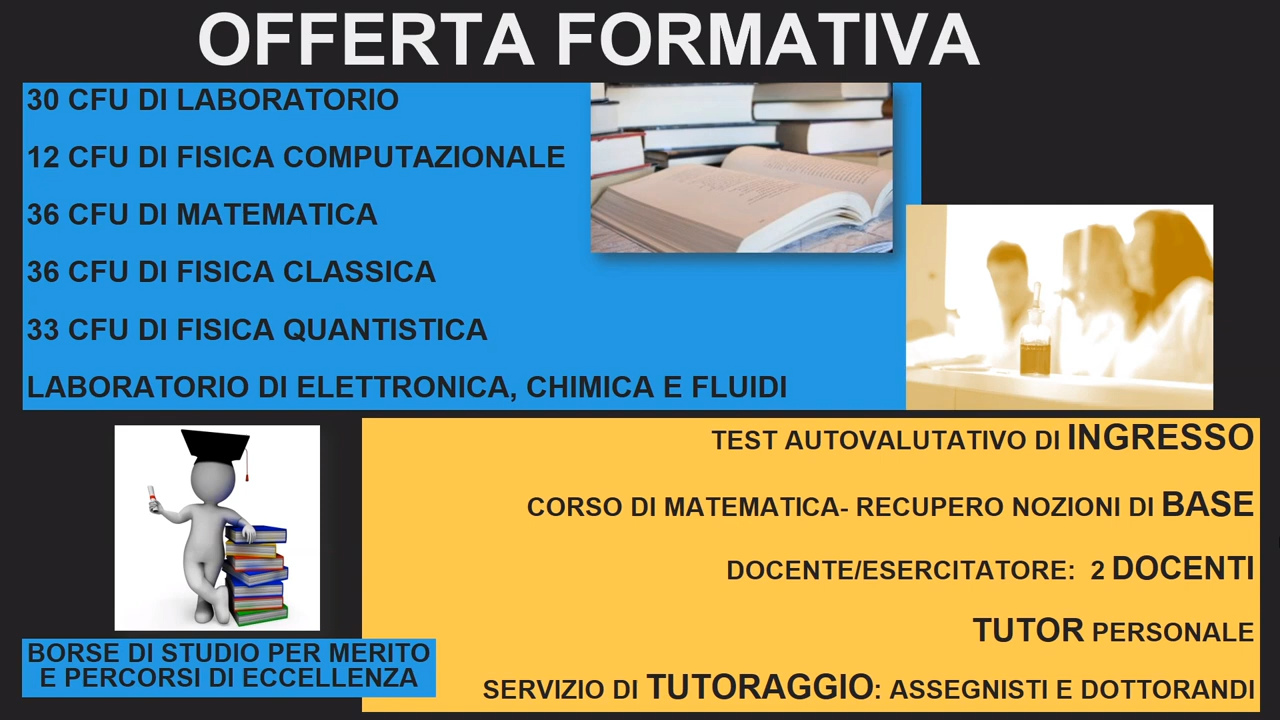 OFFERTA FORMATIVA
30 CFU DI LABORATORIO
12 CFU DI FISICA COMPUTAZIONALE
36 CFU DI MATEMATICA
36 CFU DI FISICA CLASSICA
33 CFU DI FISICA QUANTISTICA
LABORATORIO DI ELETTRONICA, CHIMICA E FLUIDI
TEST AUTOVALUTATIVO DI INGRESSO
CORSO DI MATEMATICA- RECUPERO NOZIONI DI BASE
DOCENTE/ESERCITATORE: 2 DOCENTI
TUTOR PERSONALE
SERVIZIO DI TUTORAGGIO: ASSEGNISTI E DOTTORANDI
BORSE DI STUDIO PER MERITO
E PERCORSI DI ECCELLENZA